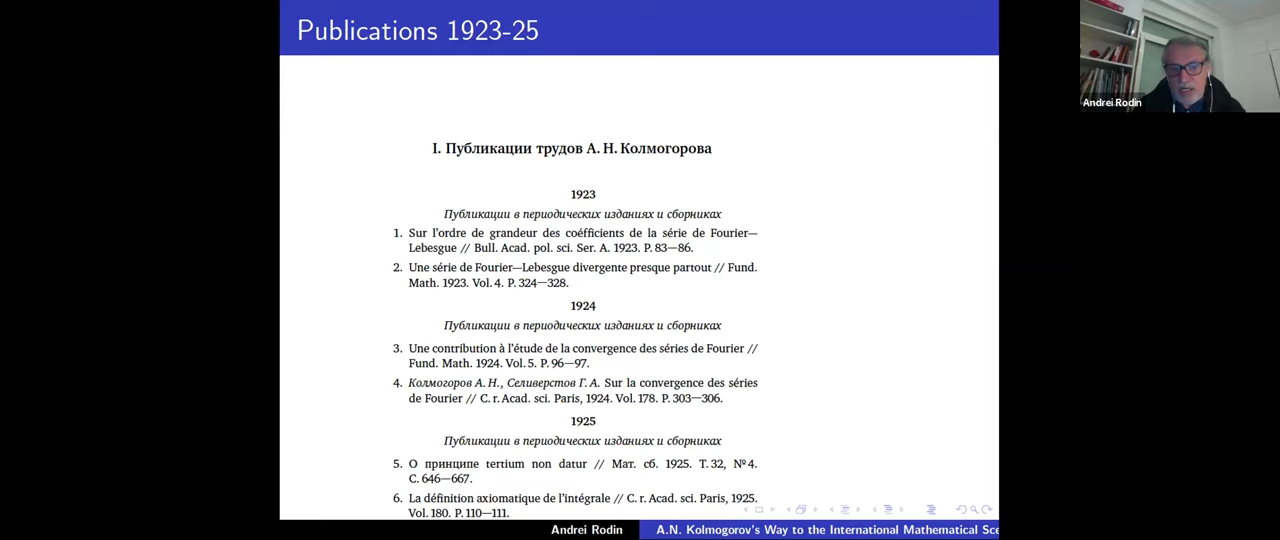 Publications 1923-25
Andrei Rodin
I. Публикации трудов А. Н. Колмогорова
1923
Публикации в периодических изданиях и сборниках
1. Sur l'ordre de grandeur des coéfficients de la série de Fourier—
Lebesgue // Bull. Acad. pol. sci. Ser. A. 1923. P. 83—86.
2. Une série de Fourier—Lebesgue divergente presque partout // Fund.
Math. 1923. Vol. 4. P. 324—328.
1924
Публикации в периодических изданиях и сборниках
3. Une contribution à l'étude de la convergence des séries de Fourier //
Fund. Math. 1924. Vol. 5. P. 96—97.
4. Колмогоров А. Н., Селиверстов Г. А. Sur la convergence des séries
de Fourier // C. r. Acad. sci. Paris, 1924. Vol. 178. P. 303—306.
1925
Публикации в периодических изданиях и сборниках
5. О принципе tertium non datur // Мат. сб. 1925. Т. 32, № 4.
С. 646—667.
6. La définition axiomatique de l'intégrale // C. r. Acad. sci. Paris, 1925.
Vol. 180. P. 110—111.
Andrei Rodin
A.N. Kolmogorov's Way to the International Mathematical Sce